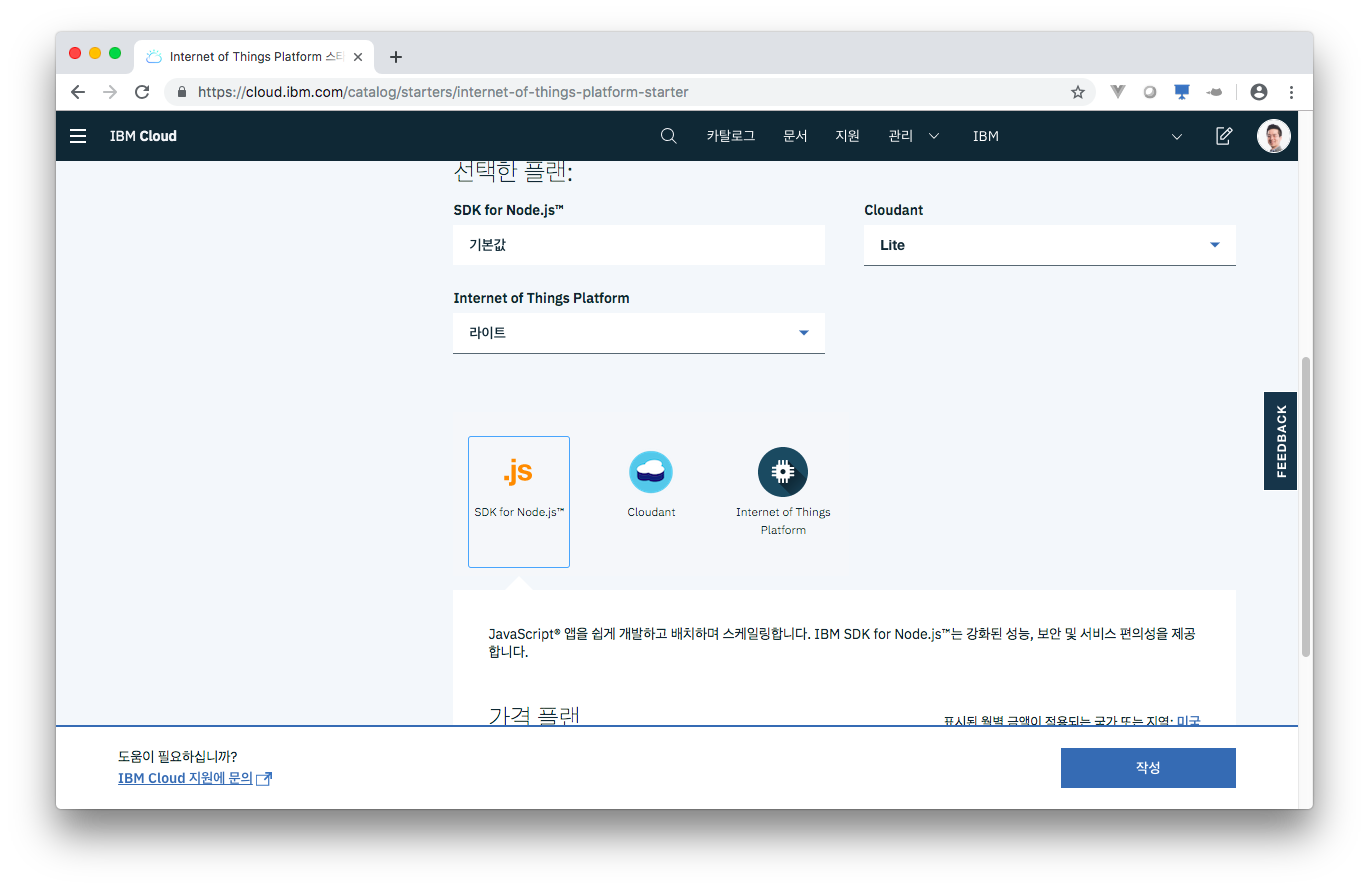 Internet of Things Platform 스타
https://cloud.ibm.com/catalog/starters/internet-of-things-platform-starter
IBM Cloud
카탈로그
문서
지원
관리
IBM
선택한 플랜:
SDK for Node.js™
Cloudant
기본값
Lite
Internet of Things Platform
라이트
FEEDBACK
.js
SDK for Node.js™
Cloudant
Internet of Things
Platform
JavaScript® 앱을 쉽게 개발하고 배치하며 스케일링합니다. IBM SDK for Node.js™는 강화된 성능, 보안 및 서비스 편의성을 제공
합니다.
가격 플랜
표시된 월별 금액이 적용되는 국가 또는 지역: 미국
도움이 필요하십니까?
IBM Cloud 지원에 문의
작성